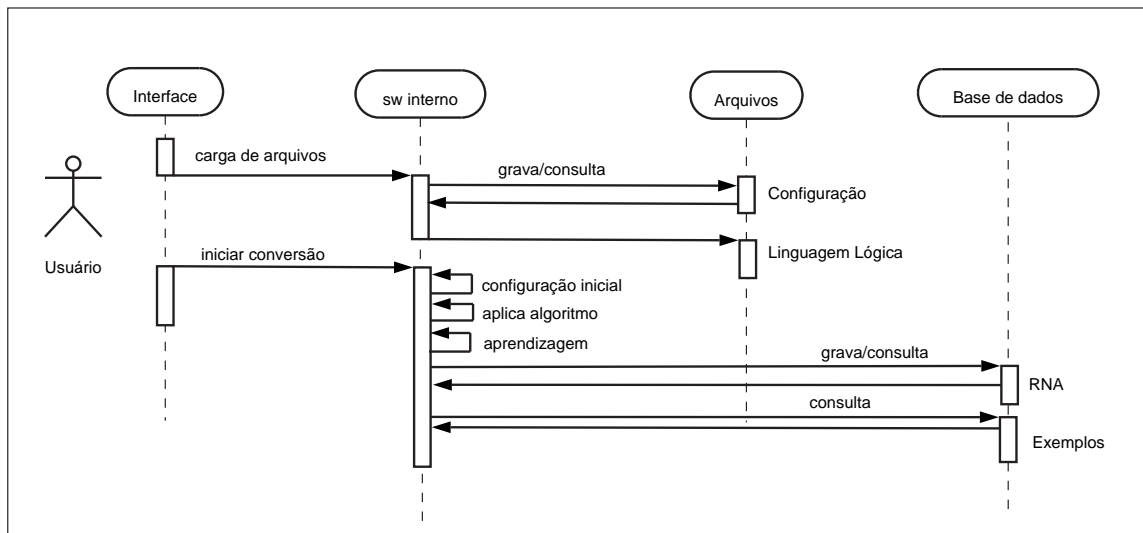 Interface
sw interno
Arquivos
Base de dados
carga de arquivos
grava/consulta
Configuração
Usuário
iniciar conversão
Linguagem Lógica
configuração inicial
aplica algoritmo
aprendizagem
grava/consulta
RNA
consulta
Exemplos